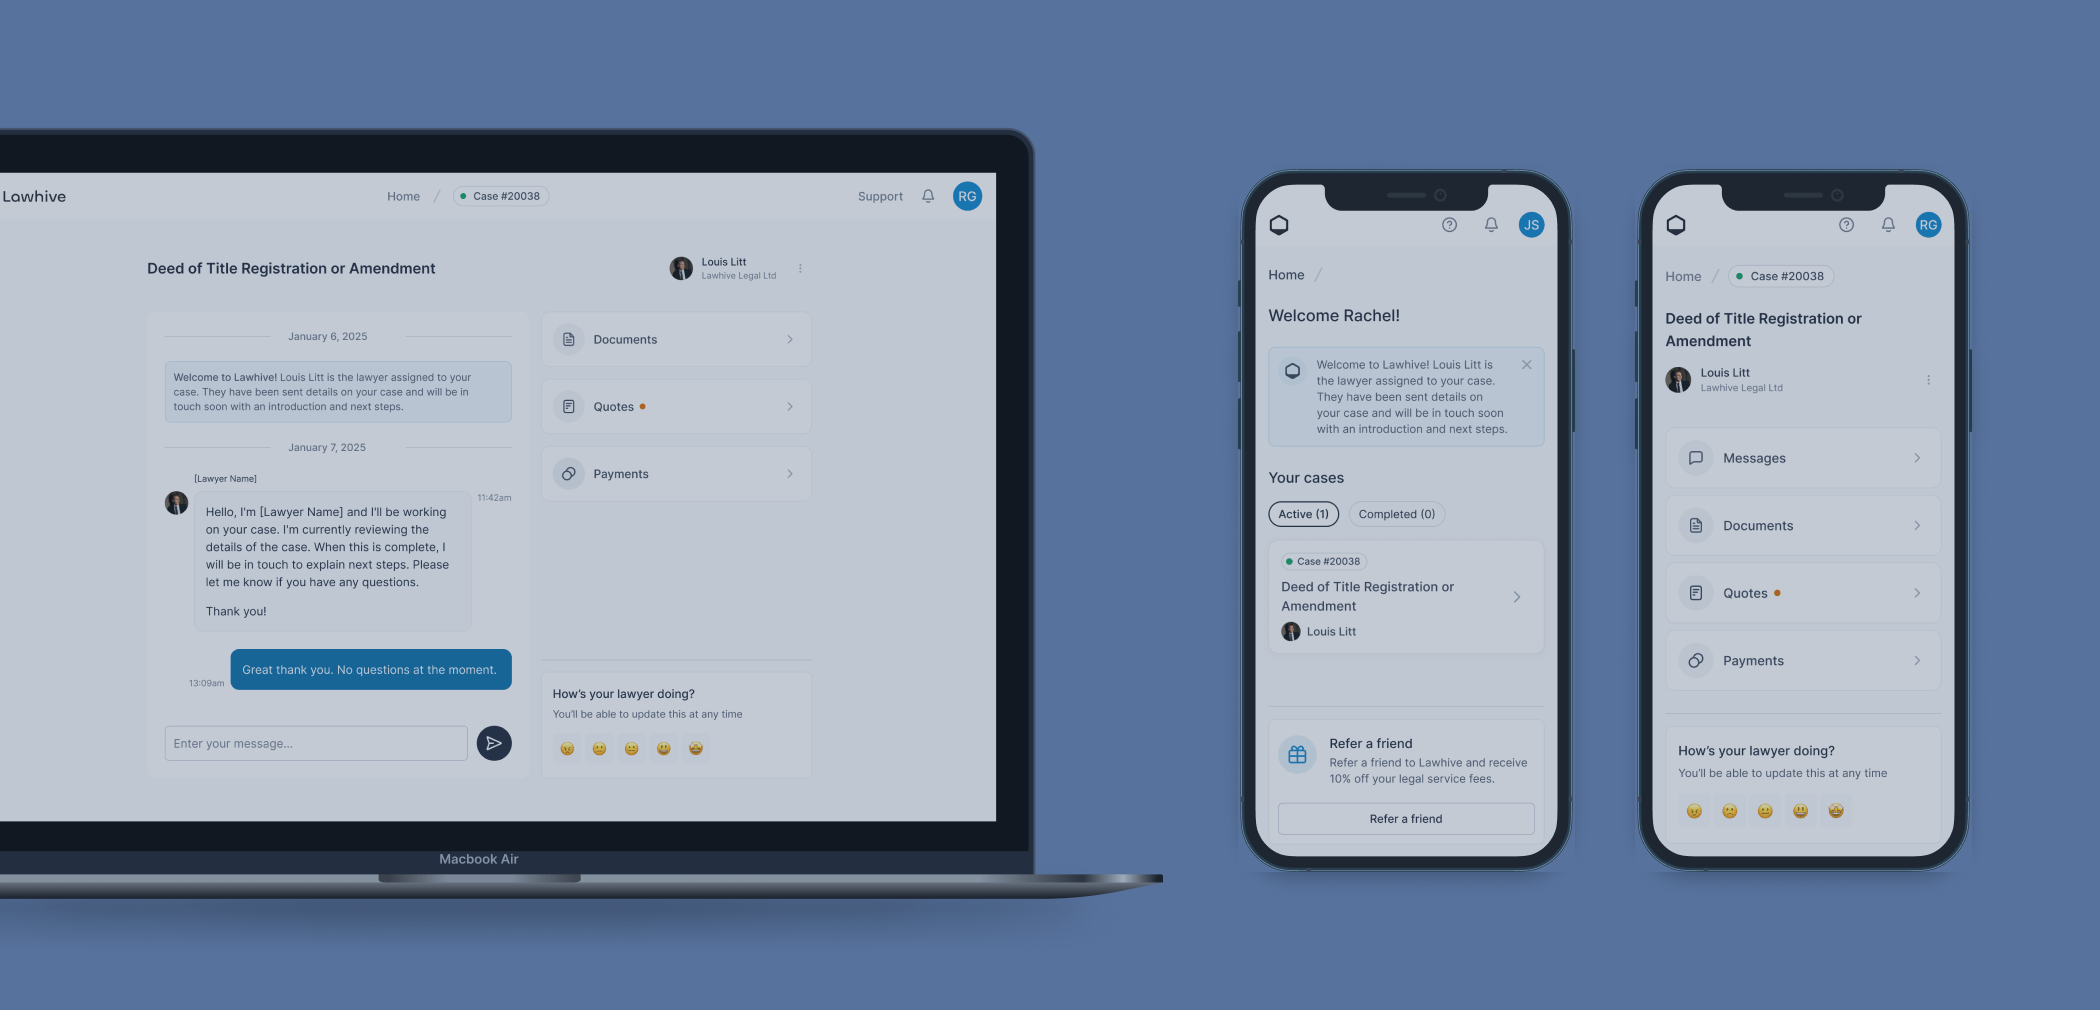 Lawhive
Home / Case #20038
Support
RG
Deed of Title Registration or Amendment
Louis Litt
Lawhive Legal Ltd
January 6, 2025
Welcome to Lawhive! Louis Litt is the lawyer assigned to your
case. They have been sent details on your case and will be in
touch soon with an introduction and next steps.
January 7, 2025
[Lawyer Name]
11:42am
Hello, I'm [Lawyer Name] and I'll be working
on your case. I'm currently reviewing the
details of the case. When this is complete, I
will be in touch to explain next steps. Please
let me know if you have any questions.
Thank you!
Great thank you. No questions at the moment.
13:09am
Enter your message...
Documents
Quotes
Payments
How's your lawyer doing?
You'll be able to update this at any time
Macbook Air
JS
Home /
Welcome Rachel!
Welcome to Lawhive! Louis Litt is
the lawyer assigned to your case.
They have been sent details on
your case and will be in touch soon
with an introduction and next steps.
Your cases
Active (1)
Completed (0)
Case #20038
Deed of Title Registration or
Amendment
Louis Litt
Refer a friend
Refer a friend to Lawhive and receive
10% off your legal service fees.
Refer a friend
RG
Home / Case #20038
Deed of Title Registration or
Amendment
Louis Litt
Lawhive Legal Ltd
Messages
Documents
Quotes
Payments
How's your lawyer doing?
You'll be able to update this at any time